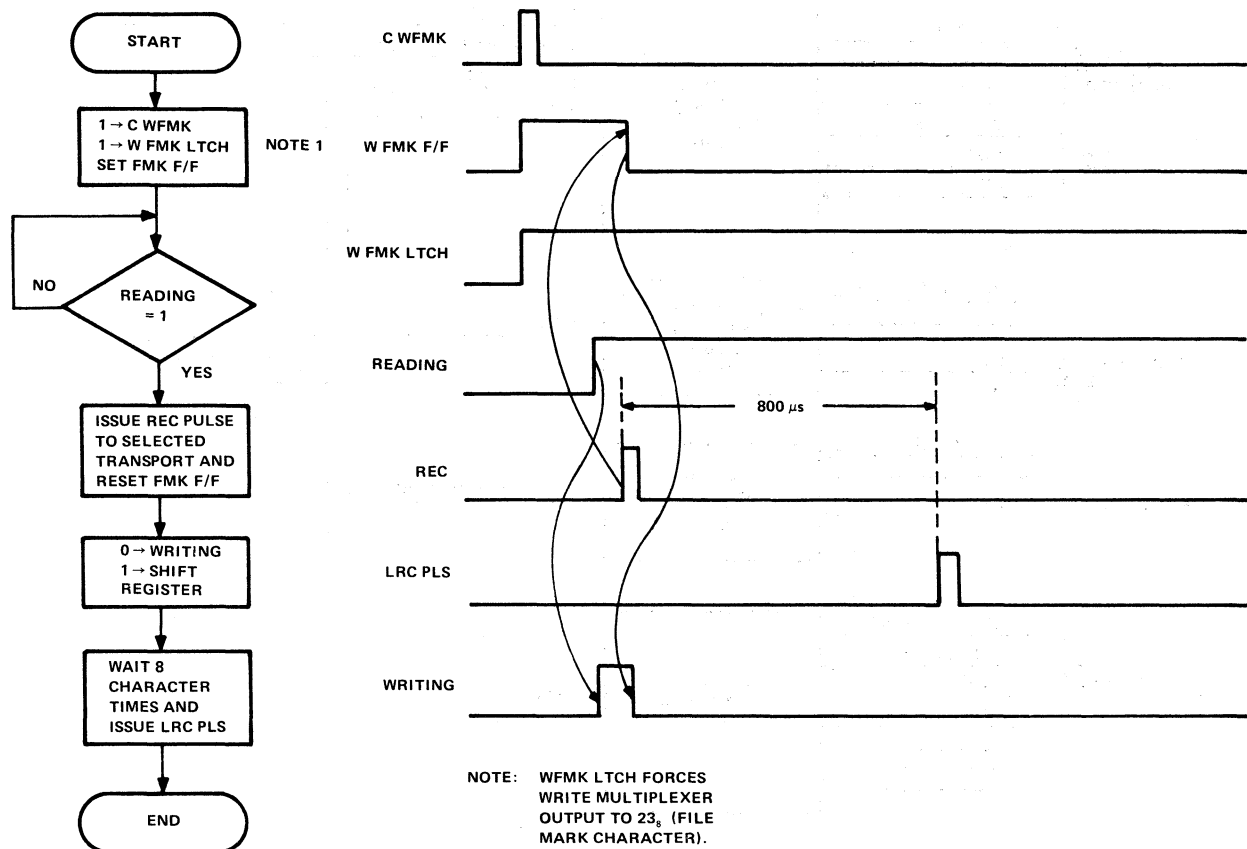 START
1 → C WFMK
1 → W FMK LTCH
SET FMK F/F
NOTE 1
NO
READING
= 1
YES
ISSUE REC PULSE
TO SELECTED
TRANSPORT AND
RESET FMK F/F
0 → WRITING
1 → SHIFT
REGISTER
WAIT 8
CHARACTER
TIMES AND
ISSUE LRC PLS
END
C WFMK
W FMK F/F
W FMK LTCH
READING
800 μs
REC
LRC PLS
WRITING
NOTE: WFMK LTCH FORCES
WRITE MULTIPLEXER
OUTPUT TO 23₈ (FILE
MARK CHARACTER).